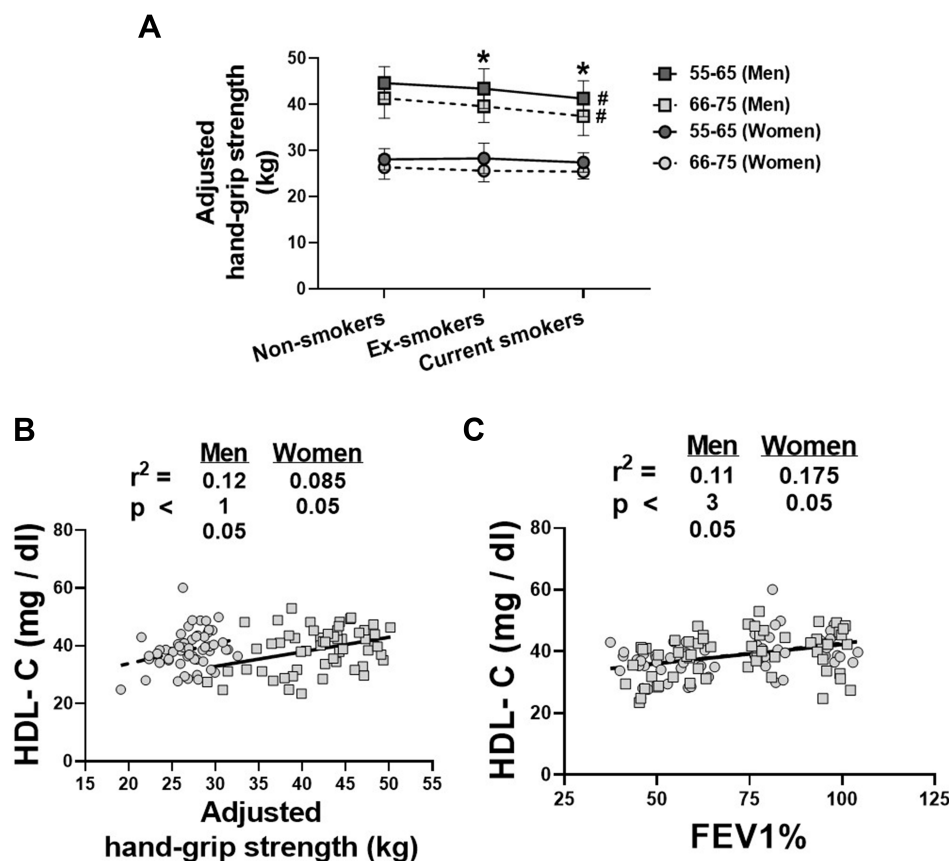 A
Adjusted
hand-grip strength
(kg)
50
40
30
20
10
0
*
*
#
#
Non-smokers
Ex-smokers
Current smokers
55-65 (Men)
66-75 (Men)
55-65 (Women)
66-75 (Women)
B
Men Women
r2 = 0.12 0.085
p < 1 0.05
0.05
HDL- C (mg / dl)
80
60
40
20
0
15 20 25 30 35 40 45 50 55
Adjusted
hand-grip strength (kg)
C
Men Women
r2 = 0.11 0.175
p < 3 0.05
0.05
HDL- C (mg / dl)
80
60
40
20
0
25 50 75 100 125
FEV1%